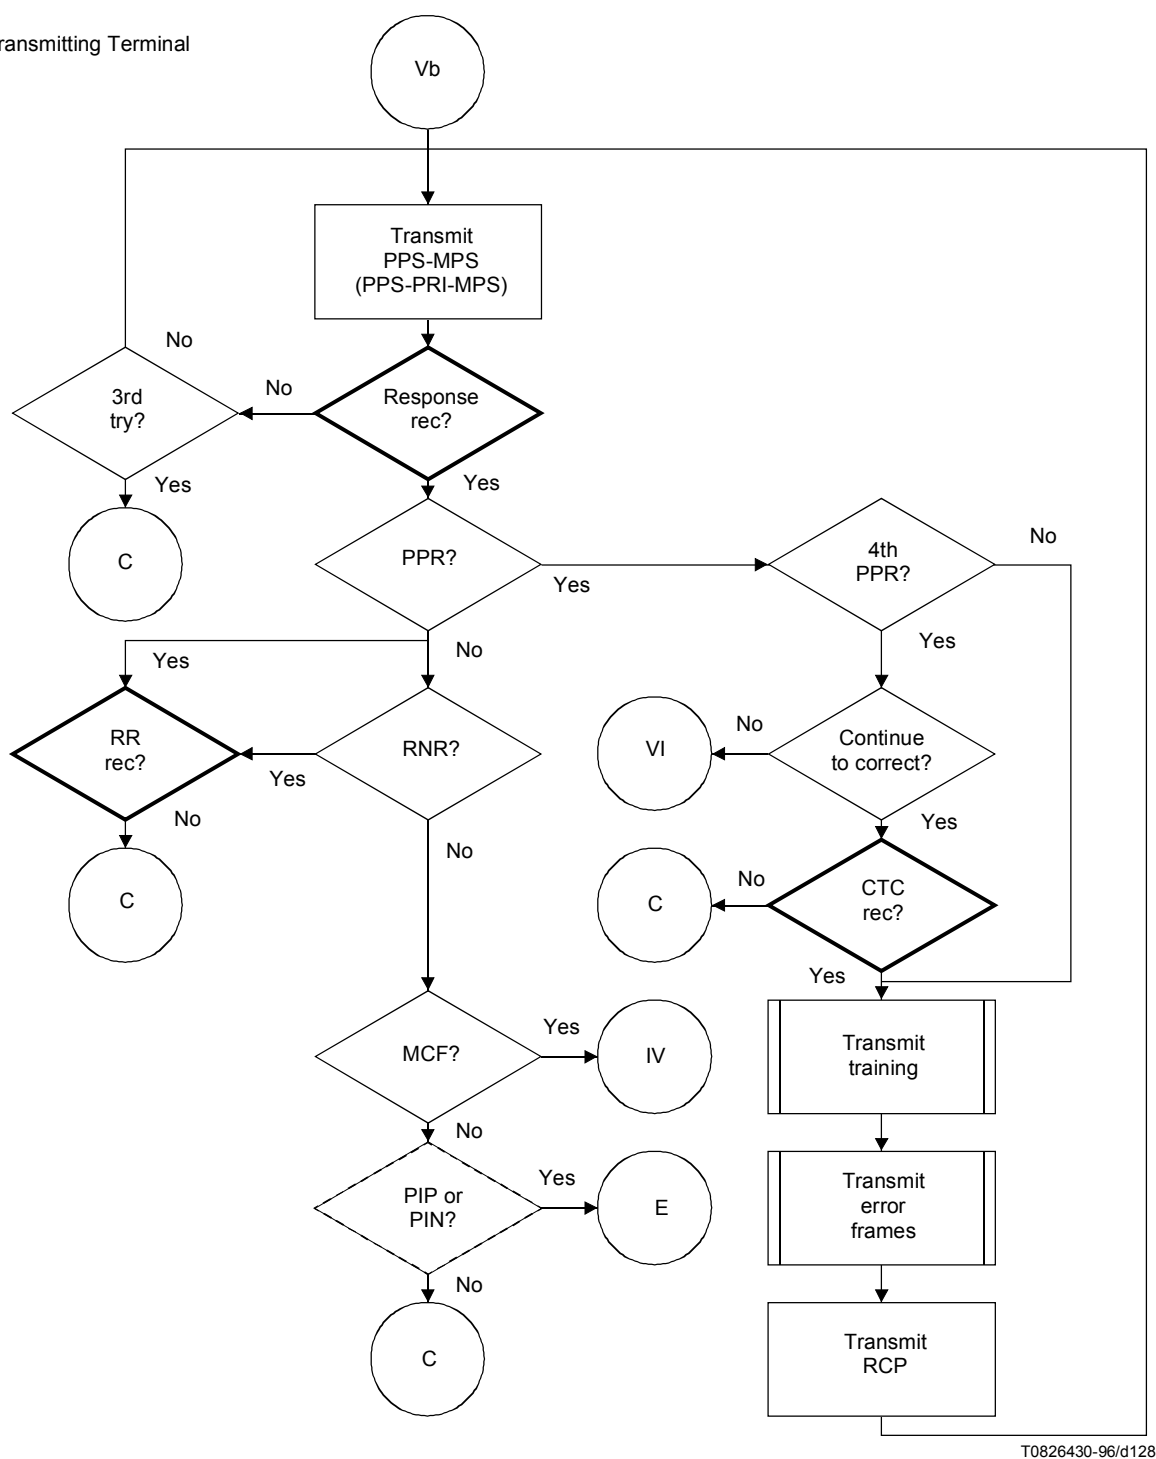 ransmitting Terminal
Vb
Transmit
PPS-MPS
(PPS-PRI-MPS)
No
3rd
try?
No
Response
rec?
Yes
Yes
C
PPR?
Yes
4th
PPR?
No
No
Yes
Yes
RR
rec?
Yes
RNR?
No
VI
No
Continue
to correct?
Yes
No
C
No
C
No
CTC
rec?
Yes
MCF?
Yes
IV
Transmit
training
No
PIP or
PIN?
Yes
E
Transmit
error
frames
No
C
Transmit
RCP
T0826430-96/d128